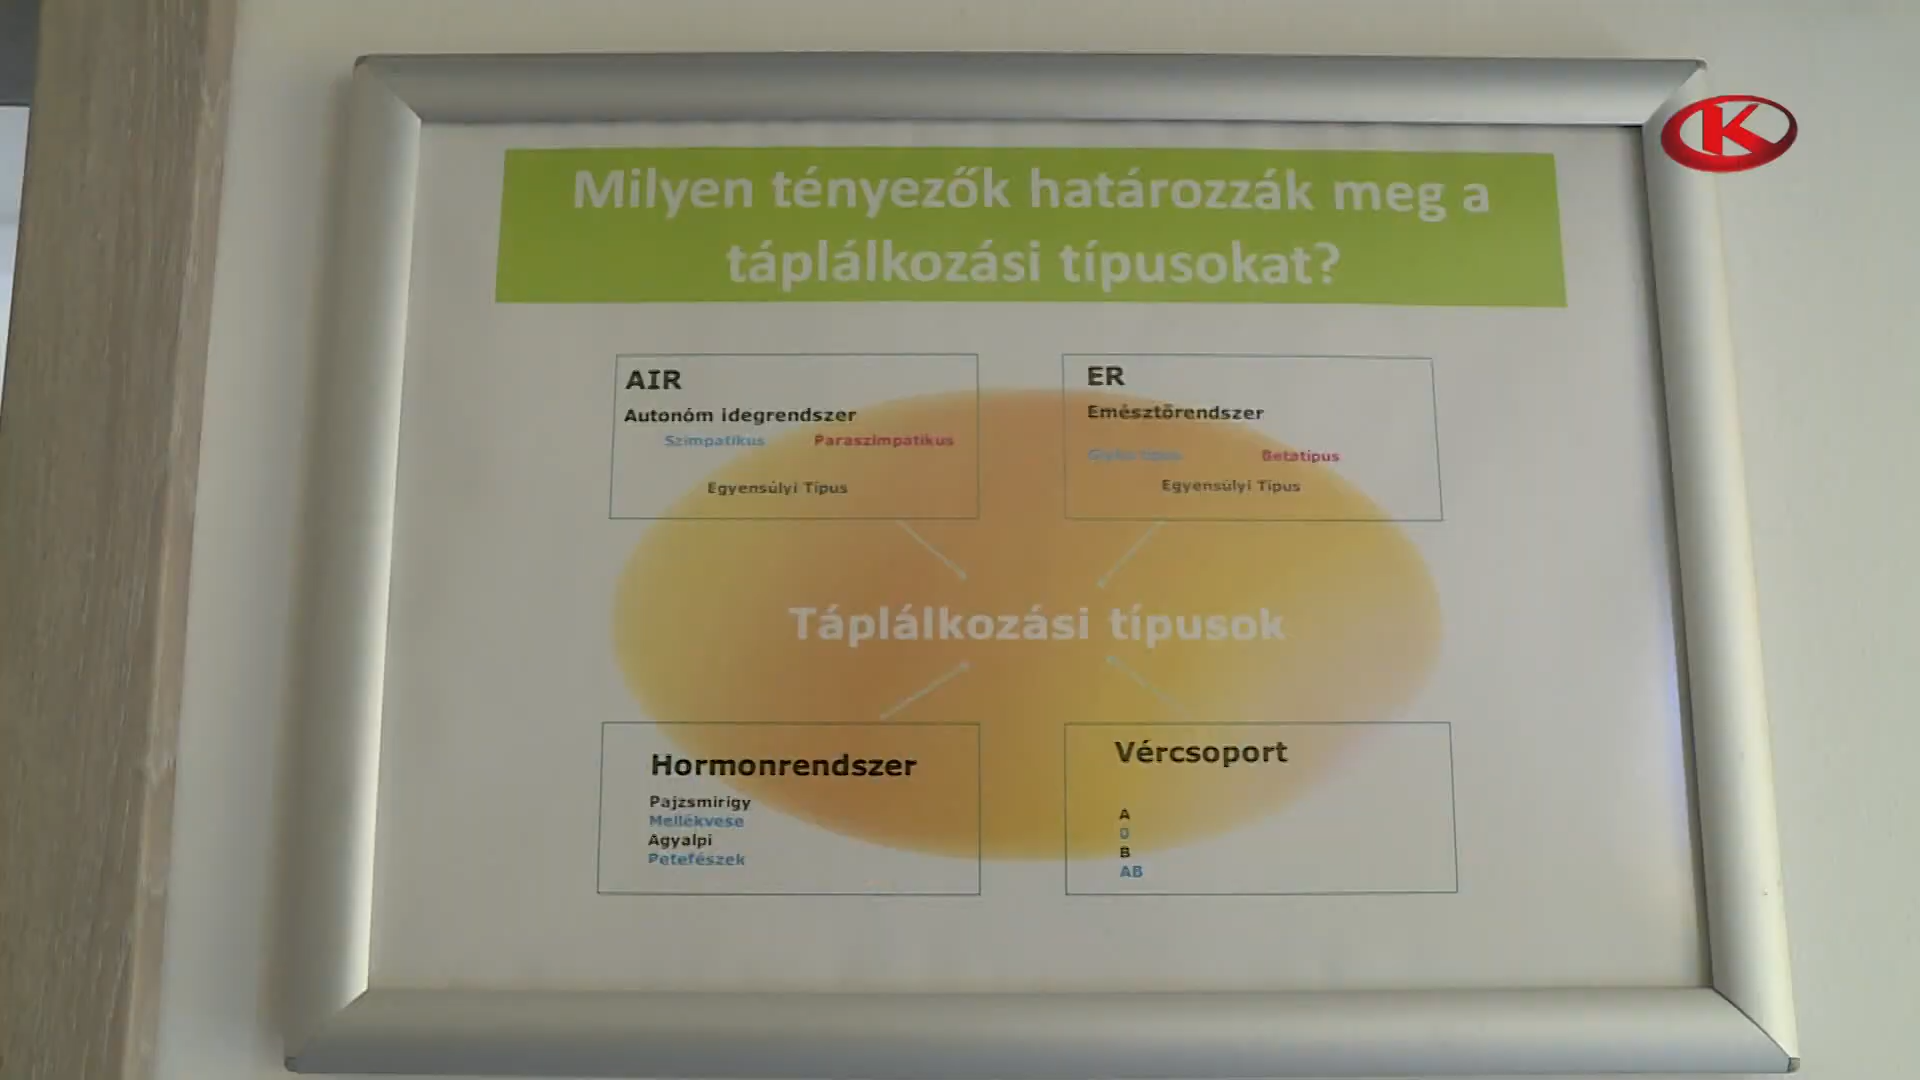 K
Milyen tényezők határozzák meg a
táplálkozási típusokat?
AIR
Autonóm idegrendszer
Szimpatikus Paraszimpatikus
Egyensúlyi Típus
ER
Emésztőrendszer
Betatípus
Egyensúlyi Típus
Táplálkozási típusok
Hormonrendszer
Pajzsmirigy
Mellékvese
Agyalpi
Petefészek
Vércsoport
A
0
B
AB